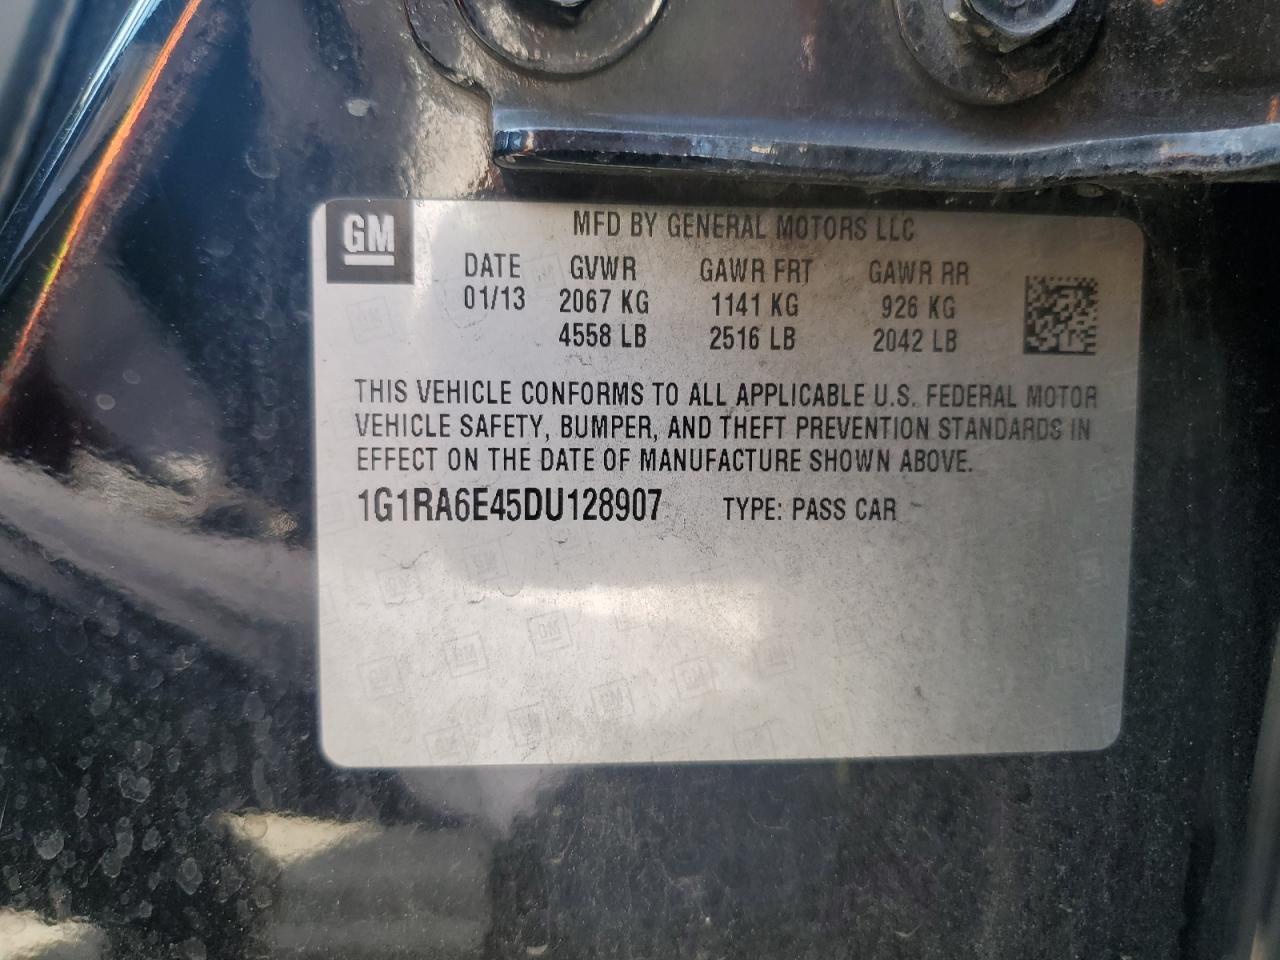 GM
MFD BY GENERAL MOTORS LLC
DATE GVWR GAWR FRT GAWR RR
01/13 2067 KG 1141 KG 926 KG
4558 LB 2516 LB 2042 LB
THIS VEHICLE CONFORMS TO ALL APPLICABLE U.S. FEDERAL MOTOR
VEHICLE SAFETY, BUMPER, AND THEFT PREVENTION STANDARDS IN
EFFECT ON THE DATE OF MANUFACTURE SHOWN ABOVE.
1G1RA6E45DU128907 TYPE: PASS CAR